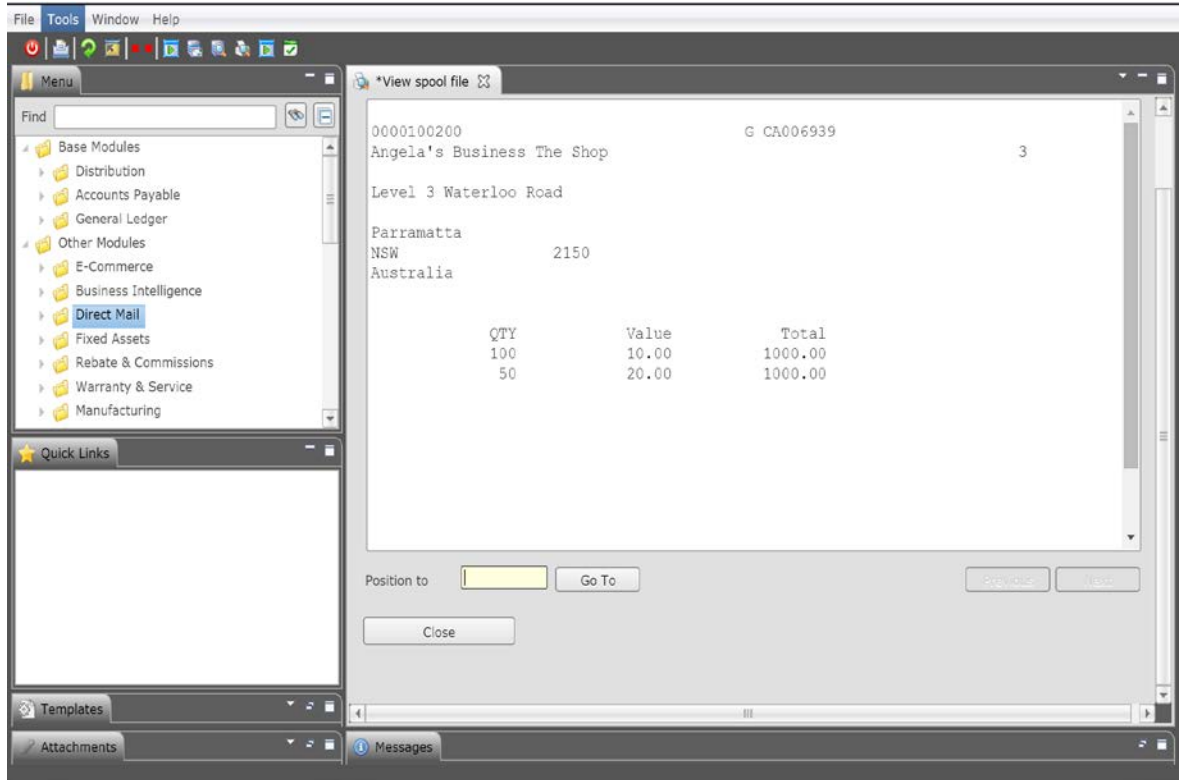 File Tools Window Help
Menu
Find
Base Modules
Distribution
Accounts Payable
General Ledger
Other Modules
E-Commerce
Business Intelligence
Direct Mail
Fixed Assets
Rebate & Commissions
Warranty & Service
Manufacturing
Quick Links
Templates
Attachments
*View spool file
0000100200 G CA006939
Angela's Business The Shop 3
Level 3 Waterloo Road
Parramatta
NSW 2150
Australia
QTY Value Total
100 10.00 1000.00
50 20.00 1000.00
Position to Go To Previous Next
Close
Messages